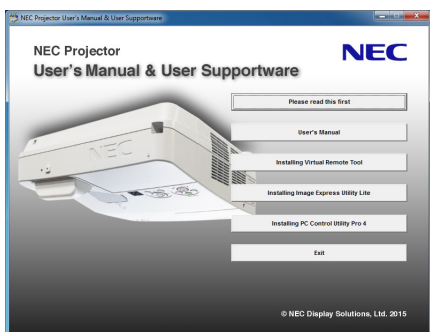 NEC Projector User's Manual & User Supportware
NEC Projector
NEC
User's Manual & User Supportware
Please read this first
User's Manual
Installing Virtual Remote Tool
Installing Image Express Utility Lite
Installing PC Control Utility Pro 4
Exit
NEC
© NEC Display Solutions, Ltd. 2015